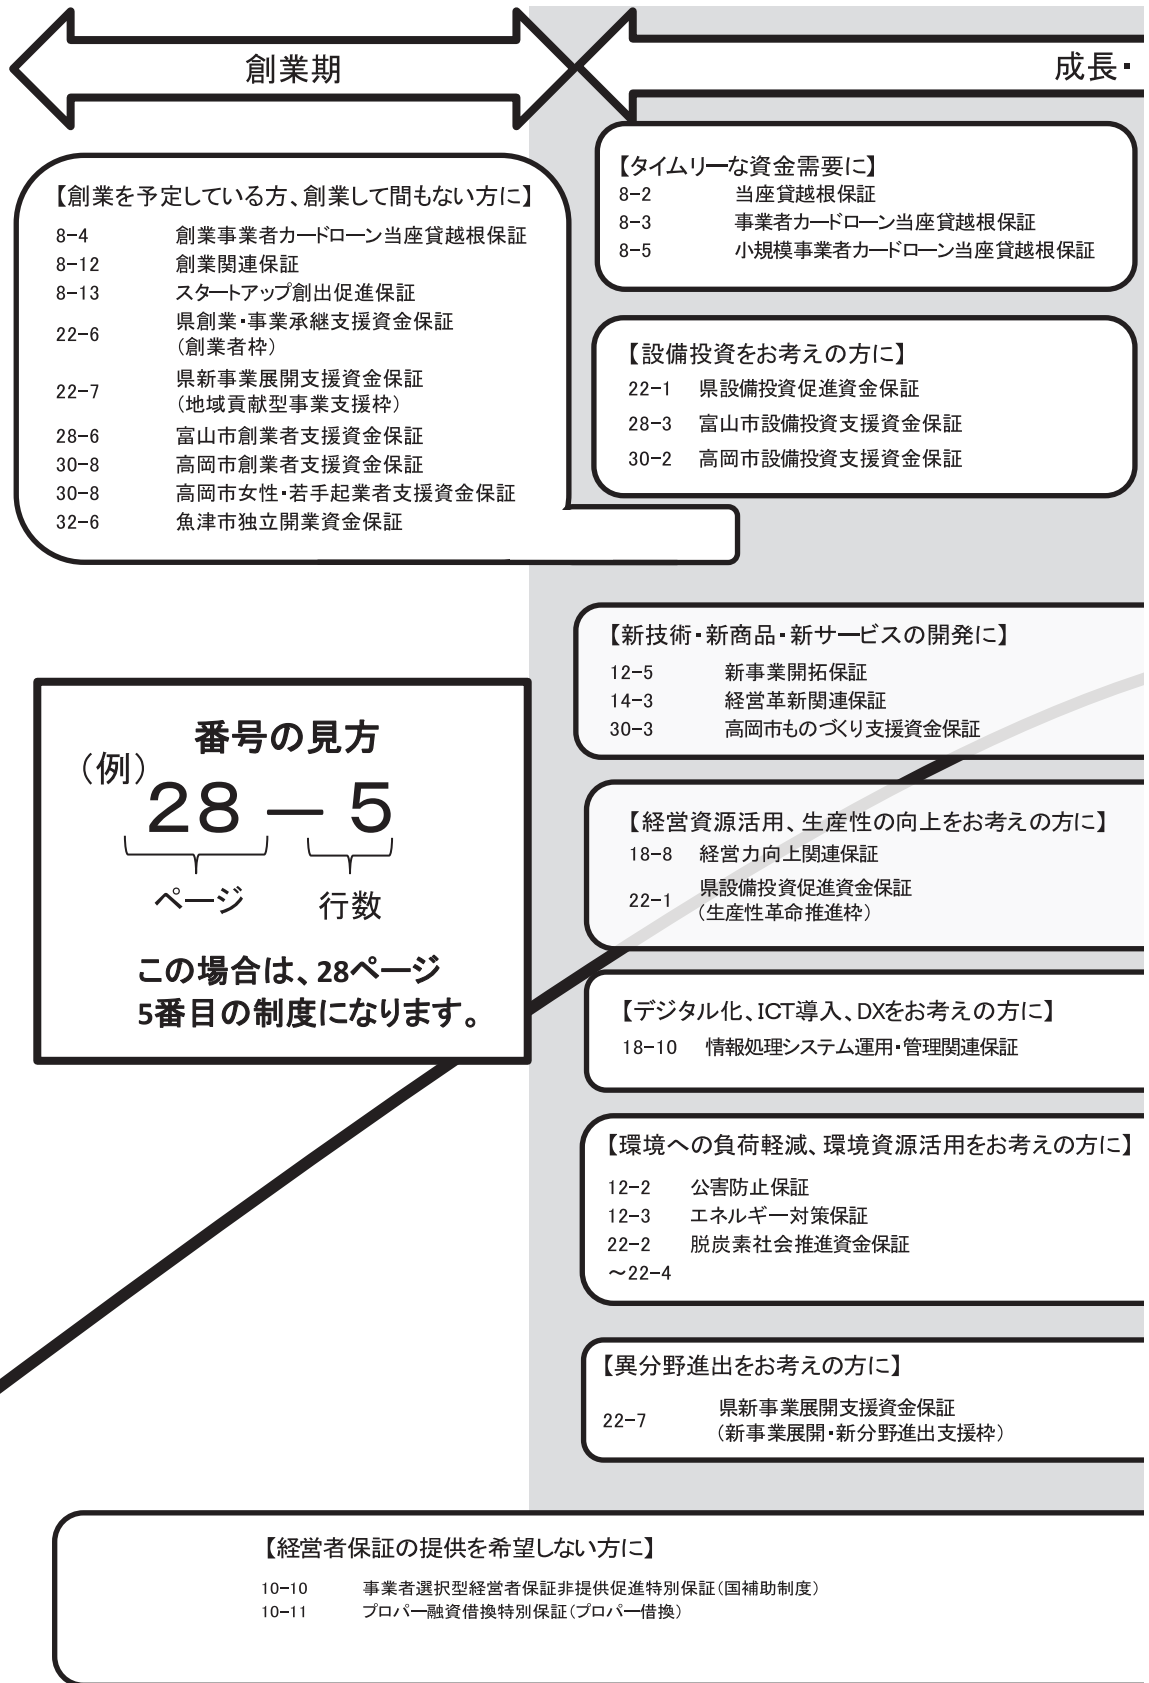 創業期
成長・
【創業を予定している方、創業して間もない方に】
8-4 創業事業者カードローン当座貸越根保証
8-12 創業関連保証
8-13 スタートアップ創出促進保証
22-6 県創業・事業承継支援資金保証
(創業者枠)
22-7 県新事業展開支援資金保証
(地域貢献型事業支援枠)
28-6 富山市創業者支援資金保証
30-8 高岡市創業者支援資金保証
30-8 高岡市女性・若手起業者支援資金保証
32-6 魚津市独立開業資金保証
【タイムリーな資金需要に】
8-2 当座貸越根保証
8-3 事業者カードローン当座貸越根保証
8-5 小規模事業者カードローン当座貸越根保証
【設備投資をお考えの方に】
22-1 県設備投資促進資金保証
28-3 富山市設備投資支援資金保証
30-2 高岡市設備投資支援資金保証
番号の見方
(例)
28 ― 5
ページ 行数
この場合は、28ページ
5番目の制度になります。
【新技術・新商品・新サービスの開発に】
12-5 新事業開拓保証
14-3 経営革新関連保証
30-3 高岡市ものづくり支援資金保証
【経営資源活用、生産性の向上をお考えの方に】
18-8 経営力向上関連保証
22-1 県設備投資促進資金保証
(生産性革命推進枠)
【デジタル化、ICT導入、DXをお考えの方に】
18-10 情報処理システム運用・管理関連保証
【環境への負荷軽減、環境資源活用をお考えの方に】
12-2 公害防止保証
12-3 エネルギー対策保証
22-2 脱炭素社会推進資金保証
～22-4
【異分野進出をお考えの方に】
22-7 県新事業展開支援資金保証
(新事業展開・新分野進出支援枠)
【経営者保証の提供を希望しない方に】
10-10 事業者選択型経営者保証非提供促進特別保証(国補助制度)
10-11 プロパー融資借換特別保証(プロパー借換)